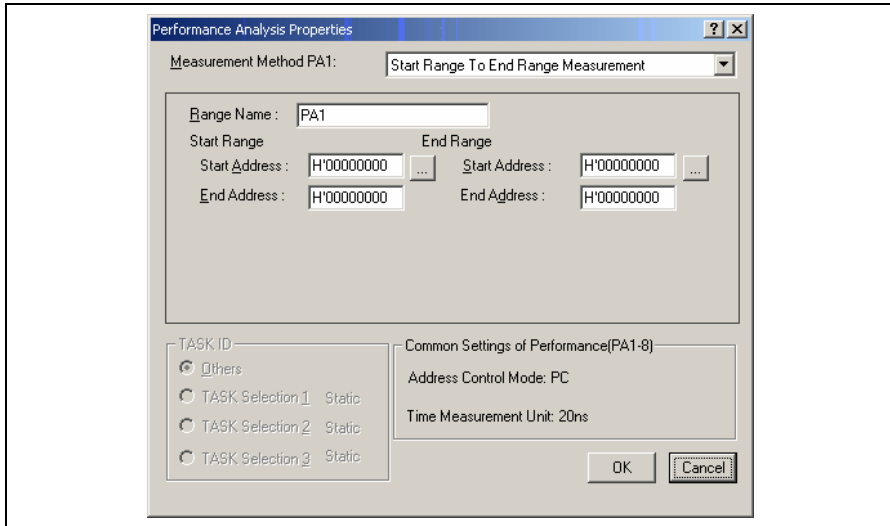 Performance Analysis Properties
Measurement Method PA1: Start Range To End Range Measurement
Range Name : PA1
Start Range End Range
Start Address : H'00000000 ... Start Address : H'00000000 ...
End Address : H'00000000 End Address : H'00000000
TASK ID
Others
TASK Selection 1 Static
TASK Selection 2 Static
TASK Selection 3 Static
Common Settings of Performance(PA1-8)
Address Control Mode: PC
Time Measurement Unit: 20ns
OK Cancel